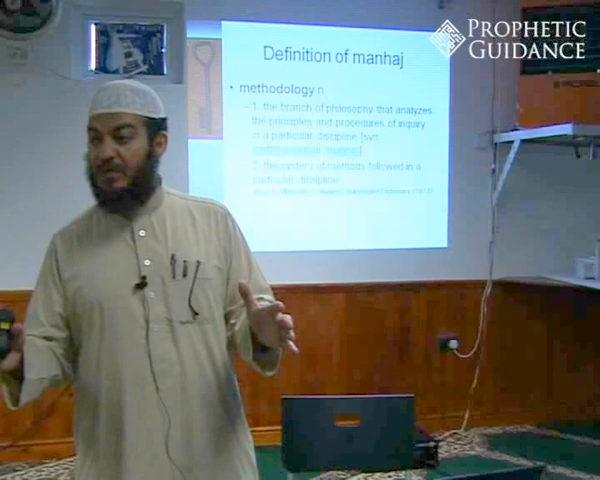 PROPHETIC
GUIDANCE
Definition of manhaj
• methodology n
– 1. the branch of philosophy that analyzes
the principles and procedures of inquiry
in a particular discipline [syn:
2. the system of methods followed in a
particular discipline